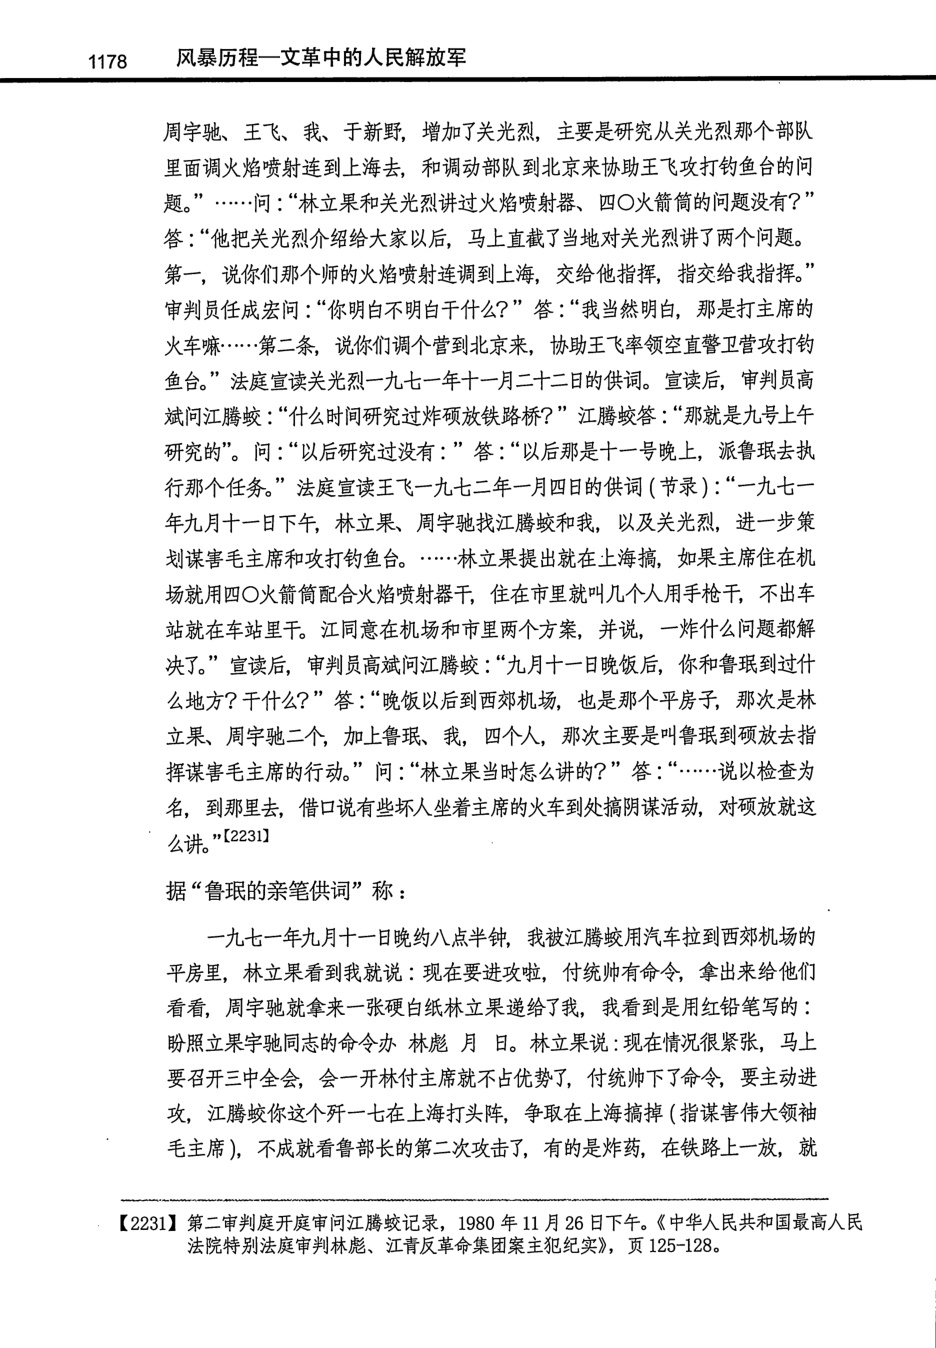 1178 风暴历程—文革中的人民解放军
周宇驰、王飞、我、于新野，增加了关光烈，主要是研究从关光烈那个部队
里面调火焰喷射连到上海去，和调动部队到北京来协助王飞攻打钓鱼台的问
题。”……问：“林立果和关光烈讲过火焰喷射器、四〇火箭筒的问题没有？”
答：“他把关光烈介绍给大家以后，马上直截了当地对关光烈讲了两个问题。
第一，说你们那个师的火焰喷射连调到上海，交给他指挥，指交给我指挥。”
审判员任成宏问：“你明白不明白干什么？”答：“我当然明白，那是打主席的
火车嘛……第二条，说你们调个营到北京来，协助王飞率领空直警卫营攻打钓
鱼台。”法庭宣读关光烈一九七一年十一月二十二日的供词。宣读后，审判员高
斌问江腾蛟：“什么时间研究过炸硕放铁路桥？”江腾蛟答：“那就是九号上午
研究的”。问：“以后研究过没有：”答：“以后那是十一号晚上，派鲁珉去执
行那个任务。”法庭宣读王飞一九七二年一月四日的供词（节录）：“一九七一
年九月十一日下午，林立果、周宇驰找江腾蛟和我，以及关光烈，进一步策
划谋害毛主席和攻打钓鱼台。……林立果提出就在上海搞，如果主席住在机
场就用四〇火箭筒配合火焰喷射器干，住在市里就叫几个人用手枪干，不出车
站就在车站里干。江同意在机场和市里两个方案，并说，一炸什么问题都解
决了。”宣读后，审判员高斌问江腾蛟：“九月十一日晚饭后，你和鲁珉到过什
么地方？干什么？”答：“晚饭以后到西郊机场，也是那个平房子，那次是林
立果、周宇驰二个，加上鲁珉、我，四个人，那次主要是叫鲁珉到硕放去指
挥谋害毛主席的行动。”问：“林立果当时怎么讲的？”答：“……说以检查为
名，到那里去，借口说有些坏人坐着主席的火车到处搞阴谋活动，对硕放就这
么讲。”【2231】
据“鲁珉的亲笔供词”称：
一九七一年九月十一日晚约八点半钟，我被江腾蛟用汽车拉到西郊机场的
平房里，林立果看到我就说：现在要进攻啦，付统帅有命令，拿出来给他们
看看，周宇驰就拿来一张硬白纸林立果递给了我，我看到是用红铅笔写的：
盼照立果宇驰同志的命令办 林彪 月 日。林立果说：现在情况很紧张，马上
要召开三中全会，会一开林付主席就不占优势了，付统帅下了命令，要主动进
攻，江腾蛟你这个歼一七在上海打头阵，争取在上海搞掉（指谋害伟大领袖
毛主席），不成就看鲁部长的第二次攻击了，有的是炸药，在铁路上一放，就
【2231】第二审判庭开庭审问江腾蛟记录，1980 年 11 月 26 日下午。《中华人民共和国最高人民
法院特别法庭审判林彪、江青反革命集团案主犯纪实》，页 125-128。